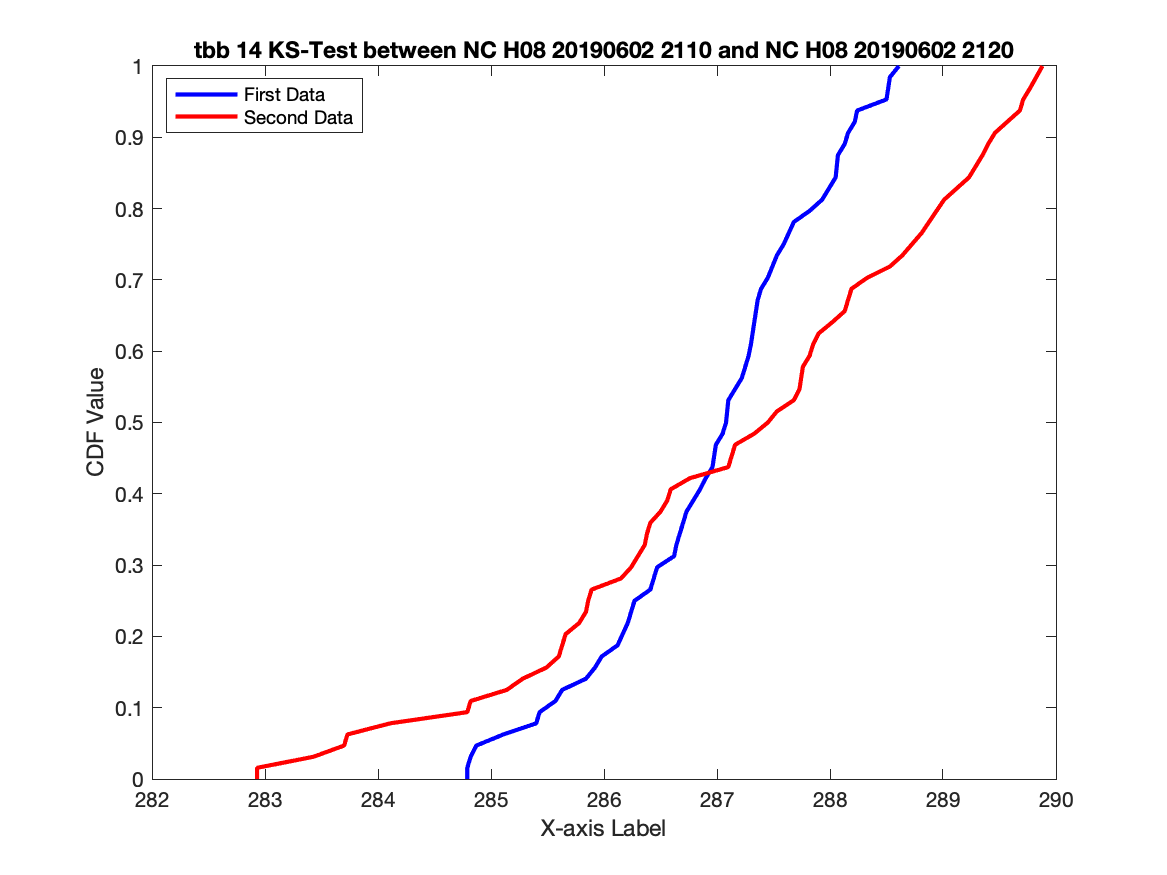 tbb 14 KS-Test between NC H08 20190602 2110 and NC H08 20190602 2120
First Data
Second Data
1
0.9
0.8
0.7
0.6
0.5
0.4
0.3
0.2
0.1
0
CDF Value
282 283 284 285 286 287 288 289 290
X-axis Label